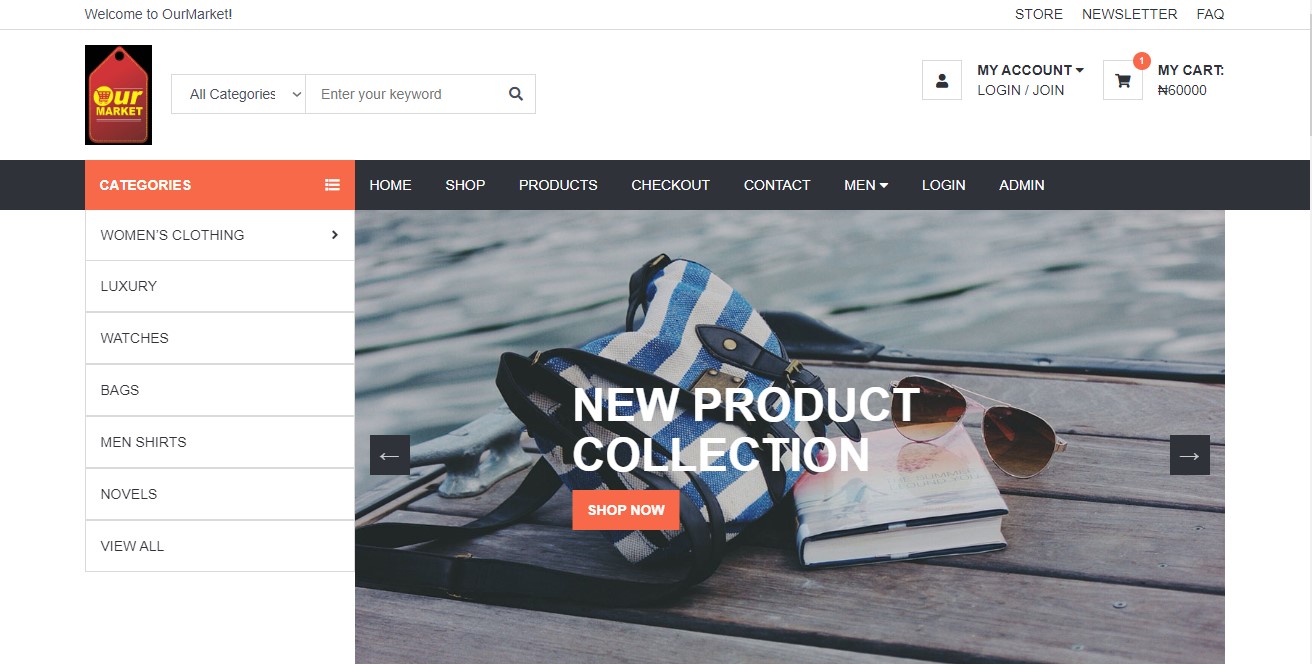 Welcome to OurMarket!
STORE NEWSLETTER FAQ
Our
MARKET
All Categories
Enter your keyword
MY ACCOUNT
LOGIN / JOIN
1
MY CART:
₦60000
CATEGORIES
HOME SHOP PRODUCTS CHECKOUT CONTACT MEN LOGIN ADMIN
WOMEN'S CLOTHING
LUXURY
WATCHES
BAGS
MEN SHIRTS
NOVELS
VIEW ALL
NEW PRODUCT
COLLECTION
SHOP NOW